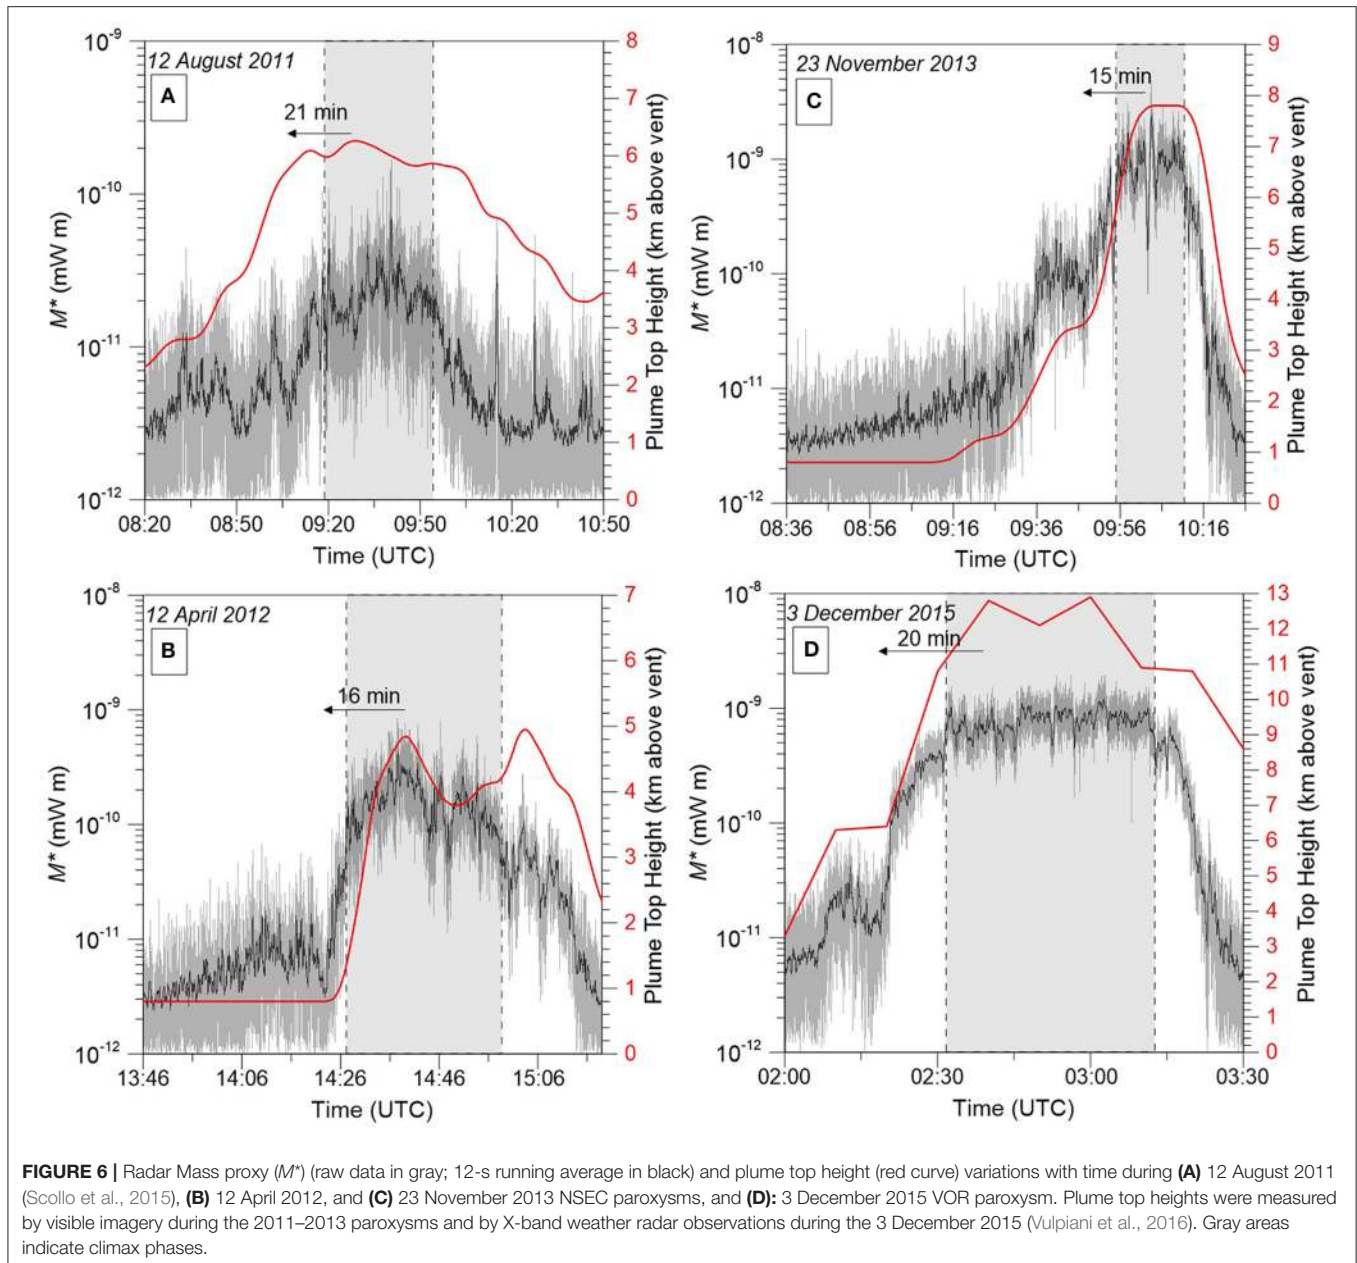 12 August 2011
A
21 min
10⁻⁹
10⁻¹⁰
10⁻¹¹
10⁻¹²
M* (mW m)
8
7
6
5
4
3
2
1
0
Plume Top Height (km above vent)
08:20 08:50 09:20 09:50 10:20 10:50
Time (UTC)
23 November 2013
C
15 min
10⁻⁸
10⁻⁹
10⁻¹⁰
10⁻¹¹
10⁻¹²
M* (mW m)
9
8
7
6
5
4
3
2
1
0
Plume Top Height (km above vent)
08:36 08:56 09:16 09:36 09:56 10:16
Time (UTC)
12 April 2012
B
16 min
10⁻⁸
10⁻⁹
10⁻¹⁰
10⁻¹¹
10⁻¹²
M* (mW m)
7
6
5
4
3
2
1
0
Plume Top Height (km above vent)
13:46 14:06 14:26 14:46 15:06
Time (UTC)
3 December 2015
D
20 min
10⁻⁸
10⁻⁹
10⁻¹⁰
10⁻¹¹
10⁻¹²
M* (mW m)
13
12
11
10
9
8
7
6
5
4
3
2
1
0
Plume Top Height (km above vent)
02:00 02:30 03:00 03:30
Time (UTC)
FIGURE 6 | Radar Mass proxy (M*) (raw data in gray; 12-s running average in black) and plume top height (red curve) variations with time during (A) 12 August 2011
(Scollo et al., 2015), (B) 12 April 2012, and (C) 23 November 2013 NSEC paroxysms, and (D): 3 December 2015 VOR paroxysm. Plume top heights were measured
by visible imagery during the 2011–2013 paroxysms and by X-band weather radar observations during the 3 December 2015 (Vulpiani et al., 2016). Gray areas
indicate climax phases.